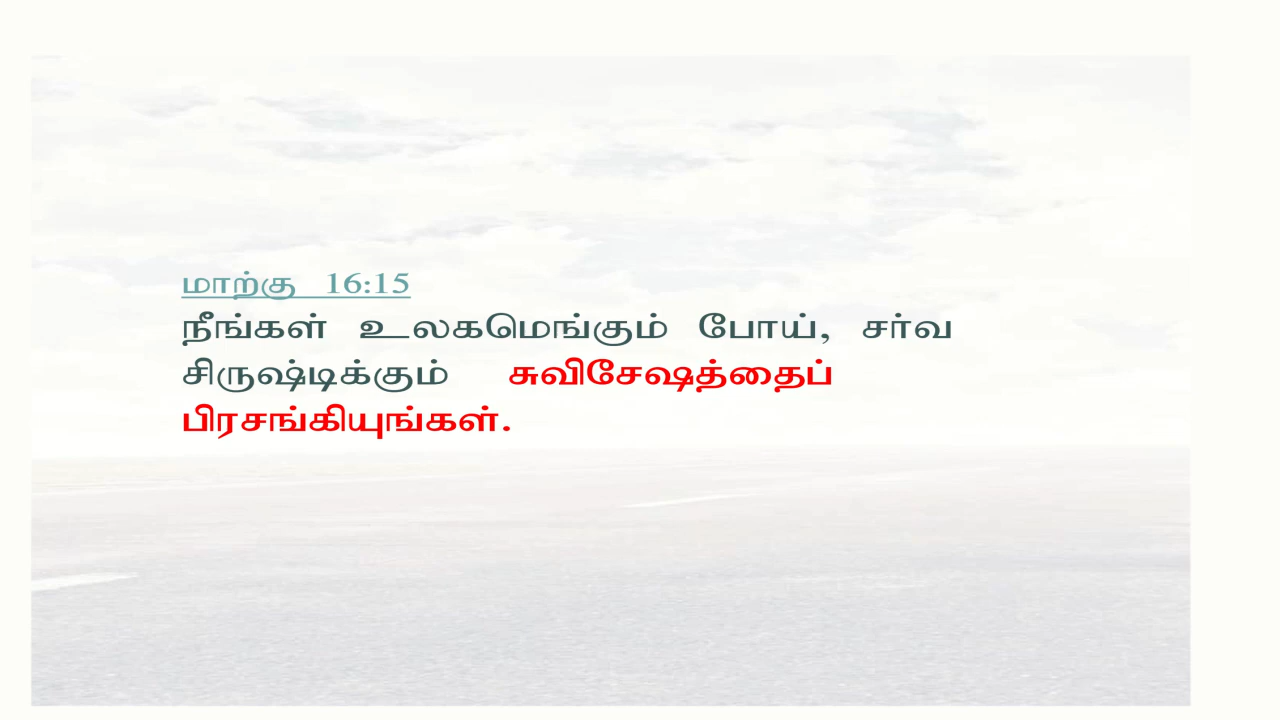 மாற்கு 16:15
நீங்கள் உலகமெங்கும் போய், சர்வ
சிருஷ்டிக்கும் சுவிசேஷத்தைப்
பிரசங்கியுங்கள்.